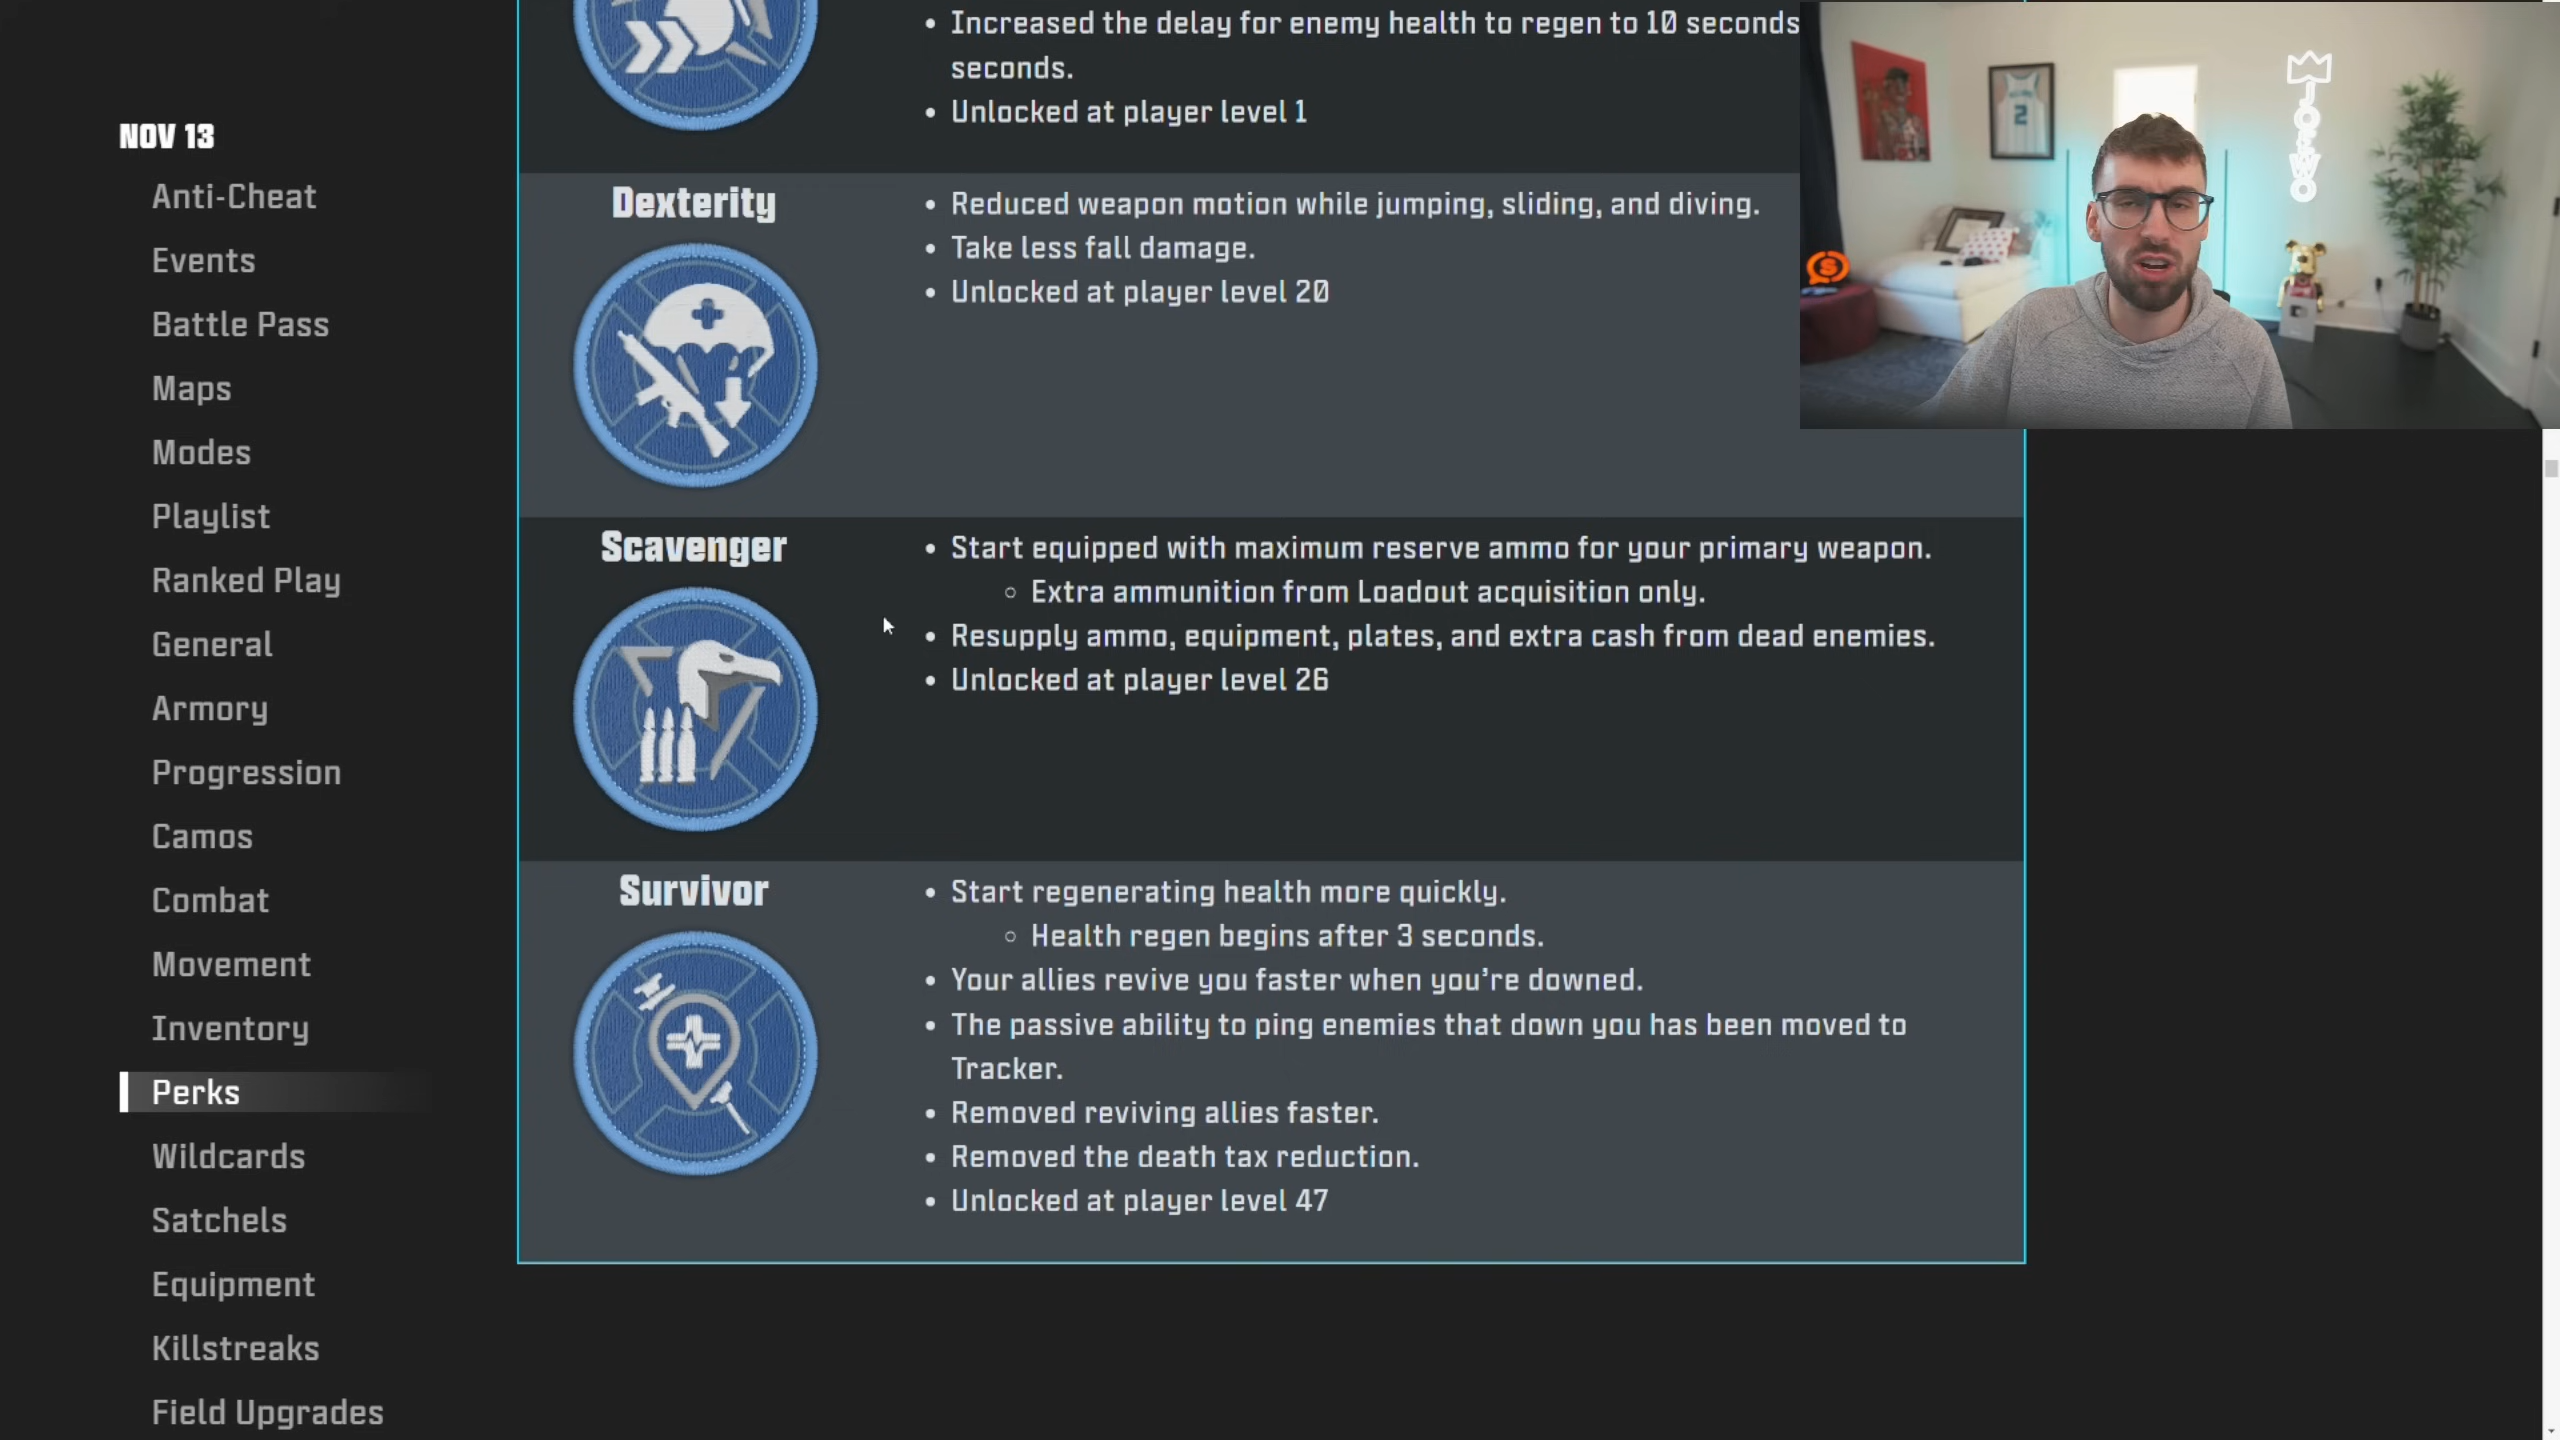 Increased the delay for enemy health to regen to 10 seconds
seconds.
Unlocked at player level 1
NOV 13
Anti-Cheat
Events
Battle Pass
Maps
Modes
Playlist
Ranked Play
General
Armory
Progression
Camos
Combat
Movement
Inventory
Perks
Wildcards
Satchels
Equipment
Killstreaks
Field Upgrades
Dexterity
Reduced weapon motion while jumping, sliding, and diving.
Take less fall damage.
Unlocked at player level 20
Scavenger
Start equipped with maximum reserve ammo for your primary weapon.
Extra ammunition from Loadout acquisition only.
Resupply ammo, equipment, plates, and extra cash from dead enemies.
Unlocked at player level 26
Survivor
Start regenerating health more quickly.
Health regen begins after 3 seconds.
Your allies revive you faster when you're downed.
The passive ability to ping enemies that down you has been moved to
Tracker.
Removed reviving allies faster.
Removed the death tax reduction.
Unlocked at player level 47
2
JOEWO